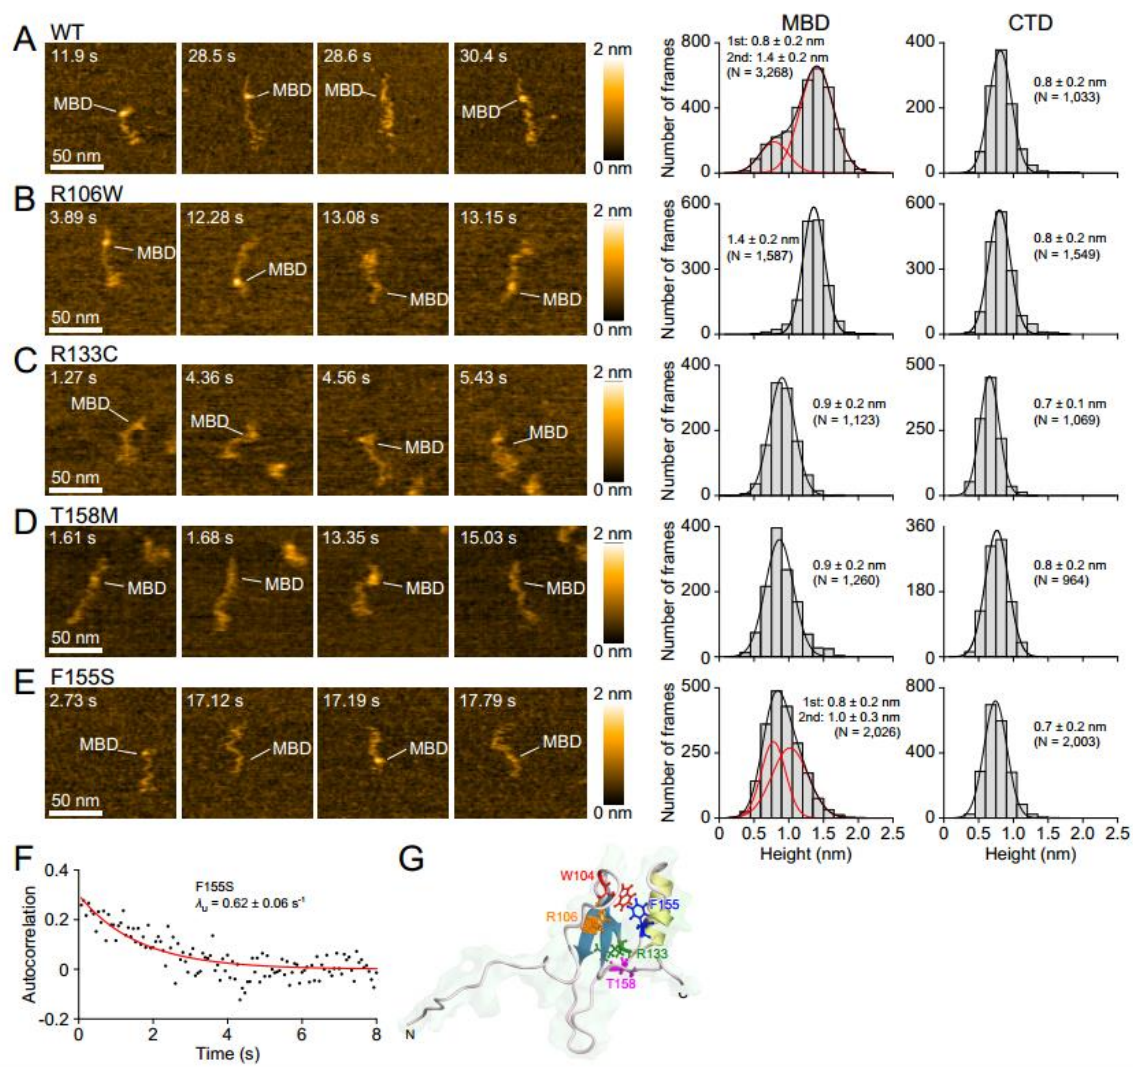 MBD
CTD
A
WT
11.9 s
28.5 s
28.6 s
30.4 s
2 nm
0 nm
MBD
MBD
MBD
MBD
50 nm
Number of frames
800
400
0
1st: 0.8 ± 0.2 nm
2nd: 1.4 ± 0.2 nm
(N = 3,268)
400
200
0
0.8 ± 0.2 nm
(N = 1,033)
B
R106W
3.89 s
12.28 s
13.08 s
13.15 s
2 nm
0 nm
MBD
MBD
MBD
MBD
50 nm
Number of frames
600
300
0
1.4 ± 0.2 nm
(N = 1,587)
600
300
0
0.8 ± 0.2 nm
(N = 1,549)
C
R133C
1.27 s
4.36 s
4.56 s
5.43 s
2 nm
0 nm
MBD
MBD
MBD
MBD
50 nm
Number of frames
400
200
0
0.9 ± 0.2 nm
(N = 1,123)
500
250
0
0.7 ± 0.1 nm
(N = 1,069)
D
T158M
1.61 s
1.68 s
13.35 s
15.03 s
2 nm
0 nm
MBD
MBD
MBD
MBD
50 nm
Number of frames
400
200
0
0.9 ± 0.2 nm
(N = 1,260)
360
180
0
0.8 ± 0.2 nm
(N = 964)
E
F155S
2.73 s
17.12 s
17.19 s
17.79 s
2 nm
0 nm
MBD
MBD
MBD
MBD
50 nm
Number of frames
500
250
0
1st: 0.8 ± 0.2 nm
2nd: 1.0 ± 0.3 nm
(N = 2,026)
0 0.5 1.0 1.5 2.0 2.5
Height (nm)
800
400
0
0.7 ± 0.2 nm
(N = 2,003)
0 0.5 1.0 1.5 2.0 2.5
Height (nm)
F
Autocorrelation
0.4
0.2
0
-0.2
F155S
λu = 0.62 ± 0.06 s⁻¹
0 2 4 6 8
Time (s)
G
W104
R106
F155
R133
T158
N
C